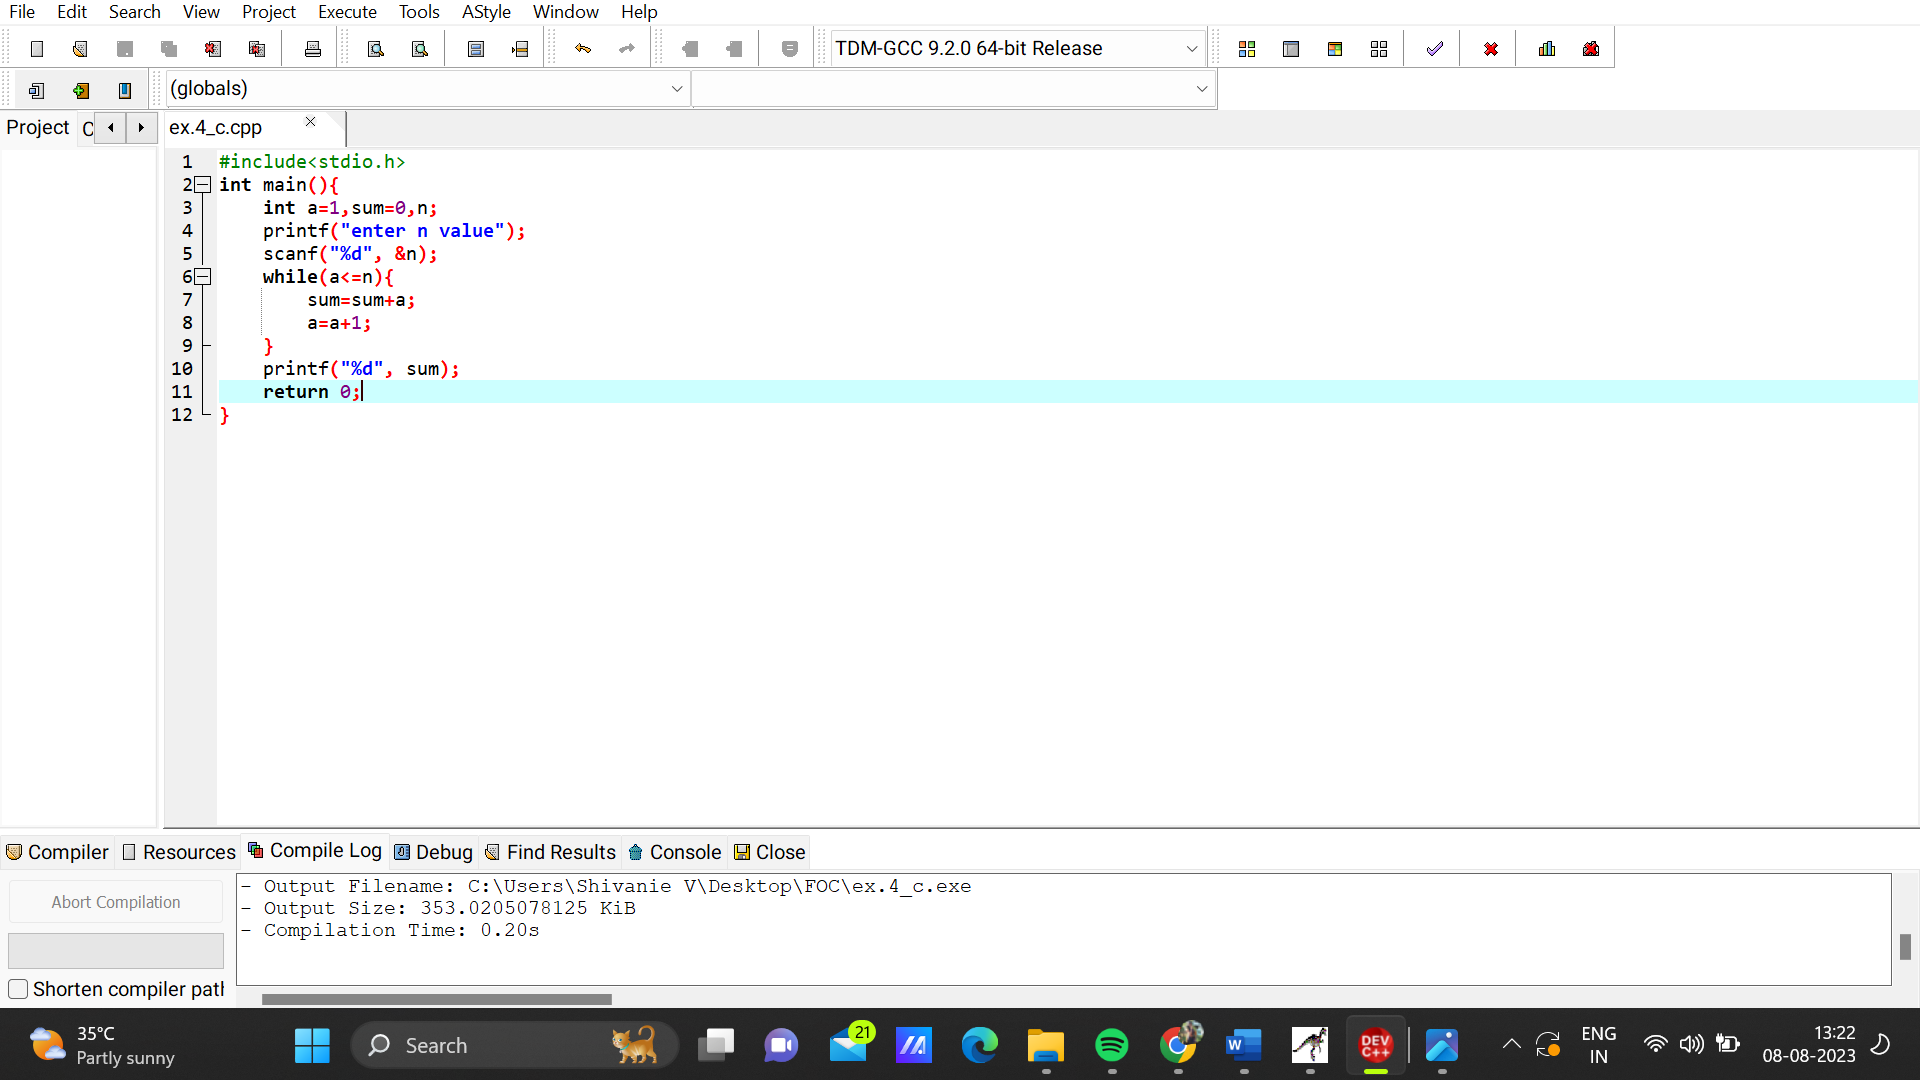 File Edit Search View Project Execute Tools AStyle Window Help
TDM-GCC 9.2.0 64-bit Release
(globals)
Project C ex.4_c.cpp
1 #include<stdio.h>
2 int main(){
3 int a=1,sum=0,n;
4 printf("enter n value");
5 scanf("%d", &n);
6 while(a<=n){
7 sum=sum+a;
8 a=a+1;
9 }
10 printf("%d", sum);
11 return 0;
12 }
Compiler Resources Compile Log Debug Find Results Console Close
Abort Compilation
Shorten compiler path
- Output Filename: C:\Users\Shivanie V\Desktop\FOC\ex.4_c.exe
- Output Size: 353.0205078125 KiB
- Compilation Time: 0.20s
35°C
Partly sunny
Search
21
W
DEV
C++
ENG
IN
13:22
08-08-2023